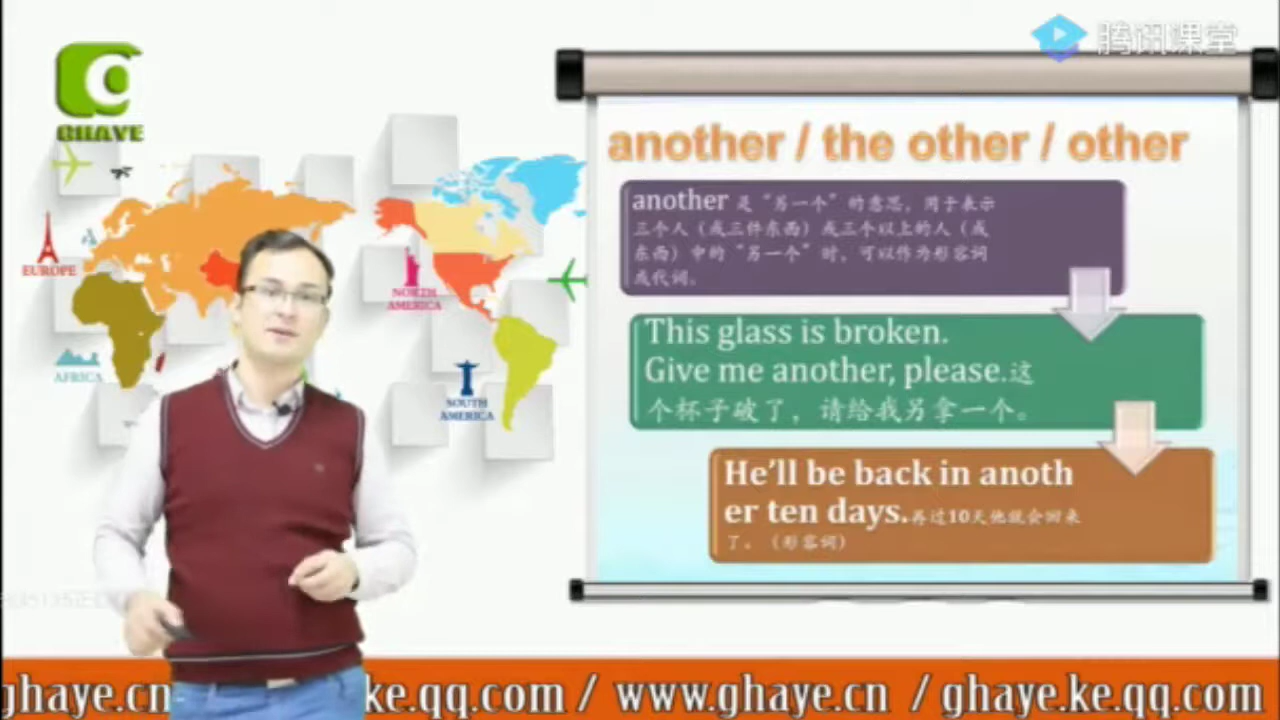 腾讯课堂
GHAYE
another / the other / other
another 是“另一个”的意思，用于表示
三个人（或三件东西）或三个以上的人（或
东西）中的“另一个”时，可以作为形容词
或代词。
This glass is broken.
Give me another, please.这
个杯子破了，请给我另拿一个。
He’ll be back in anoth
er ten days.再过10天他就会回来
了。（形容词）
EUROPE
NORTH
AMERICA
AFRICA
SOUTH
AMERICA
ghaye.cn
ke.qq.com / www.ghaye.cn / ghaye.ke.qq.com